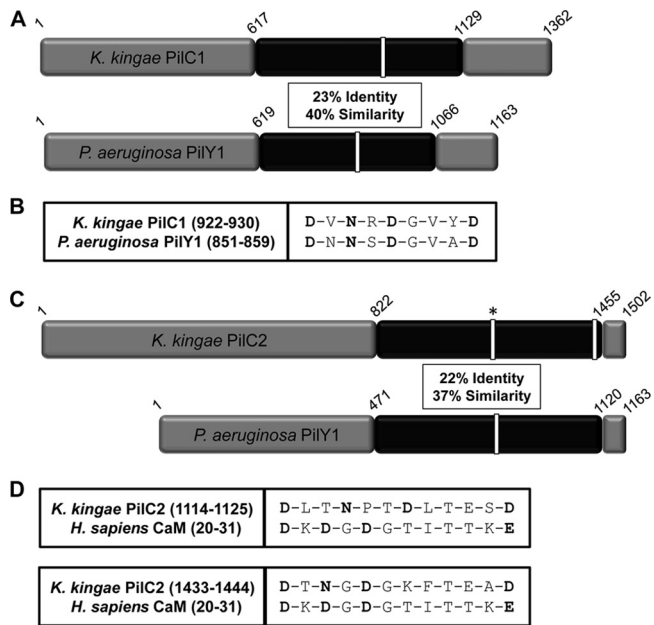 A
1 617 1129 1362
K. kingae PilC1
23% Identity
40% Similarity
1 619 1066 1163
P. aeruginosa PilY1
B
K. kingae PilC1 (922-930) D-V-N-R-D-G-V-Y-D
P. aeruginosa PilY1 (851-859) D-N-N-S-D-G-V-A-D
C
1 822 * 1455 1502
K. kingae PilC2
22% Identity
37% Similarity
1 471 1120 1163
P. aeruginosa PilY1
D
K. kingae PilC2 (1114-1125) D-L-T-N-P-T-D-L-T-E-S-D
H. sapiens CaM (20-31) D-K-D-G-D-G-T-I-T-T-K-E
K. kingae PilC2 (1433-1444) D-T-N-G-D-G-K-F-T-E-A-D
H. sapiens CaM (20-31) D-K-D-G-D-G-T-I-T-T-K-E